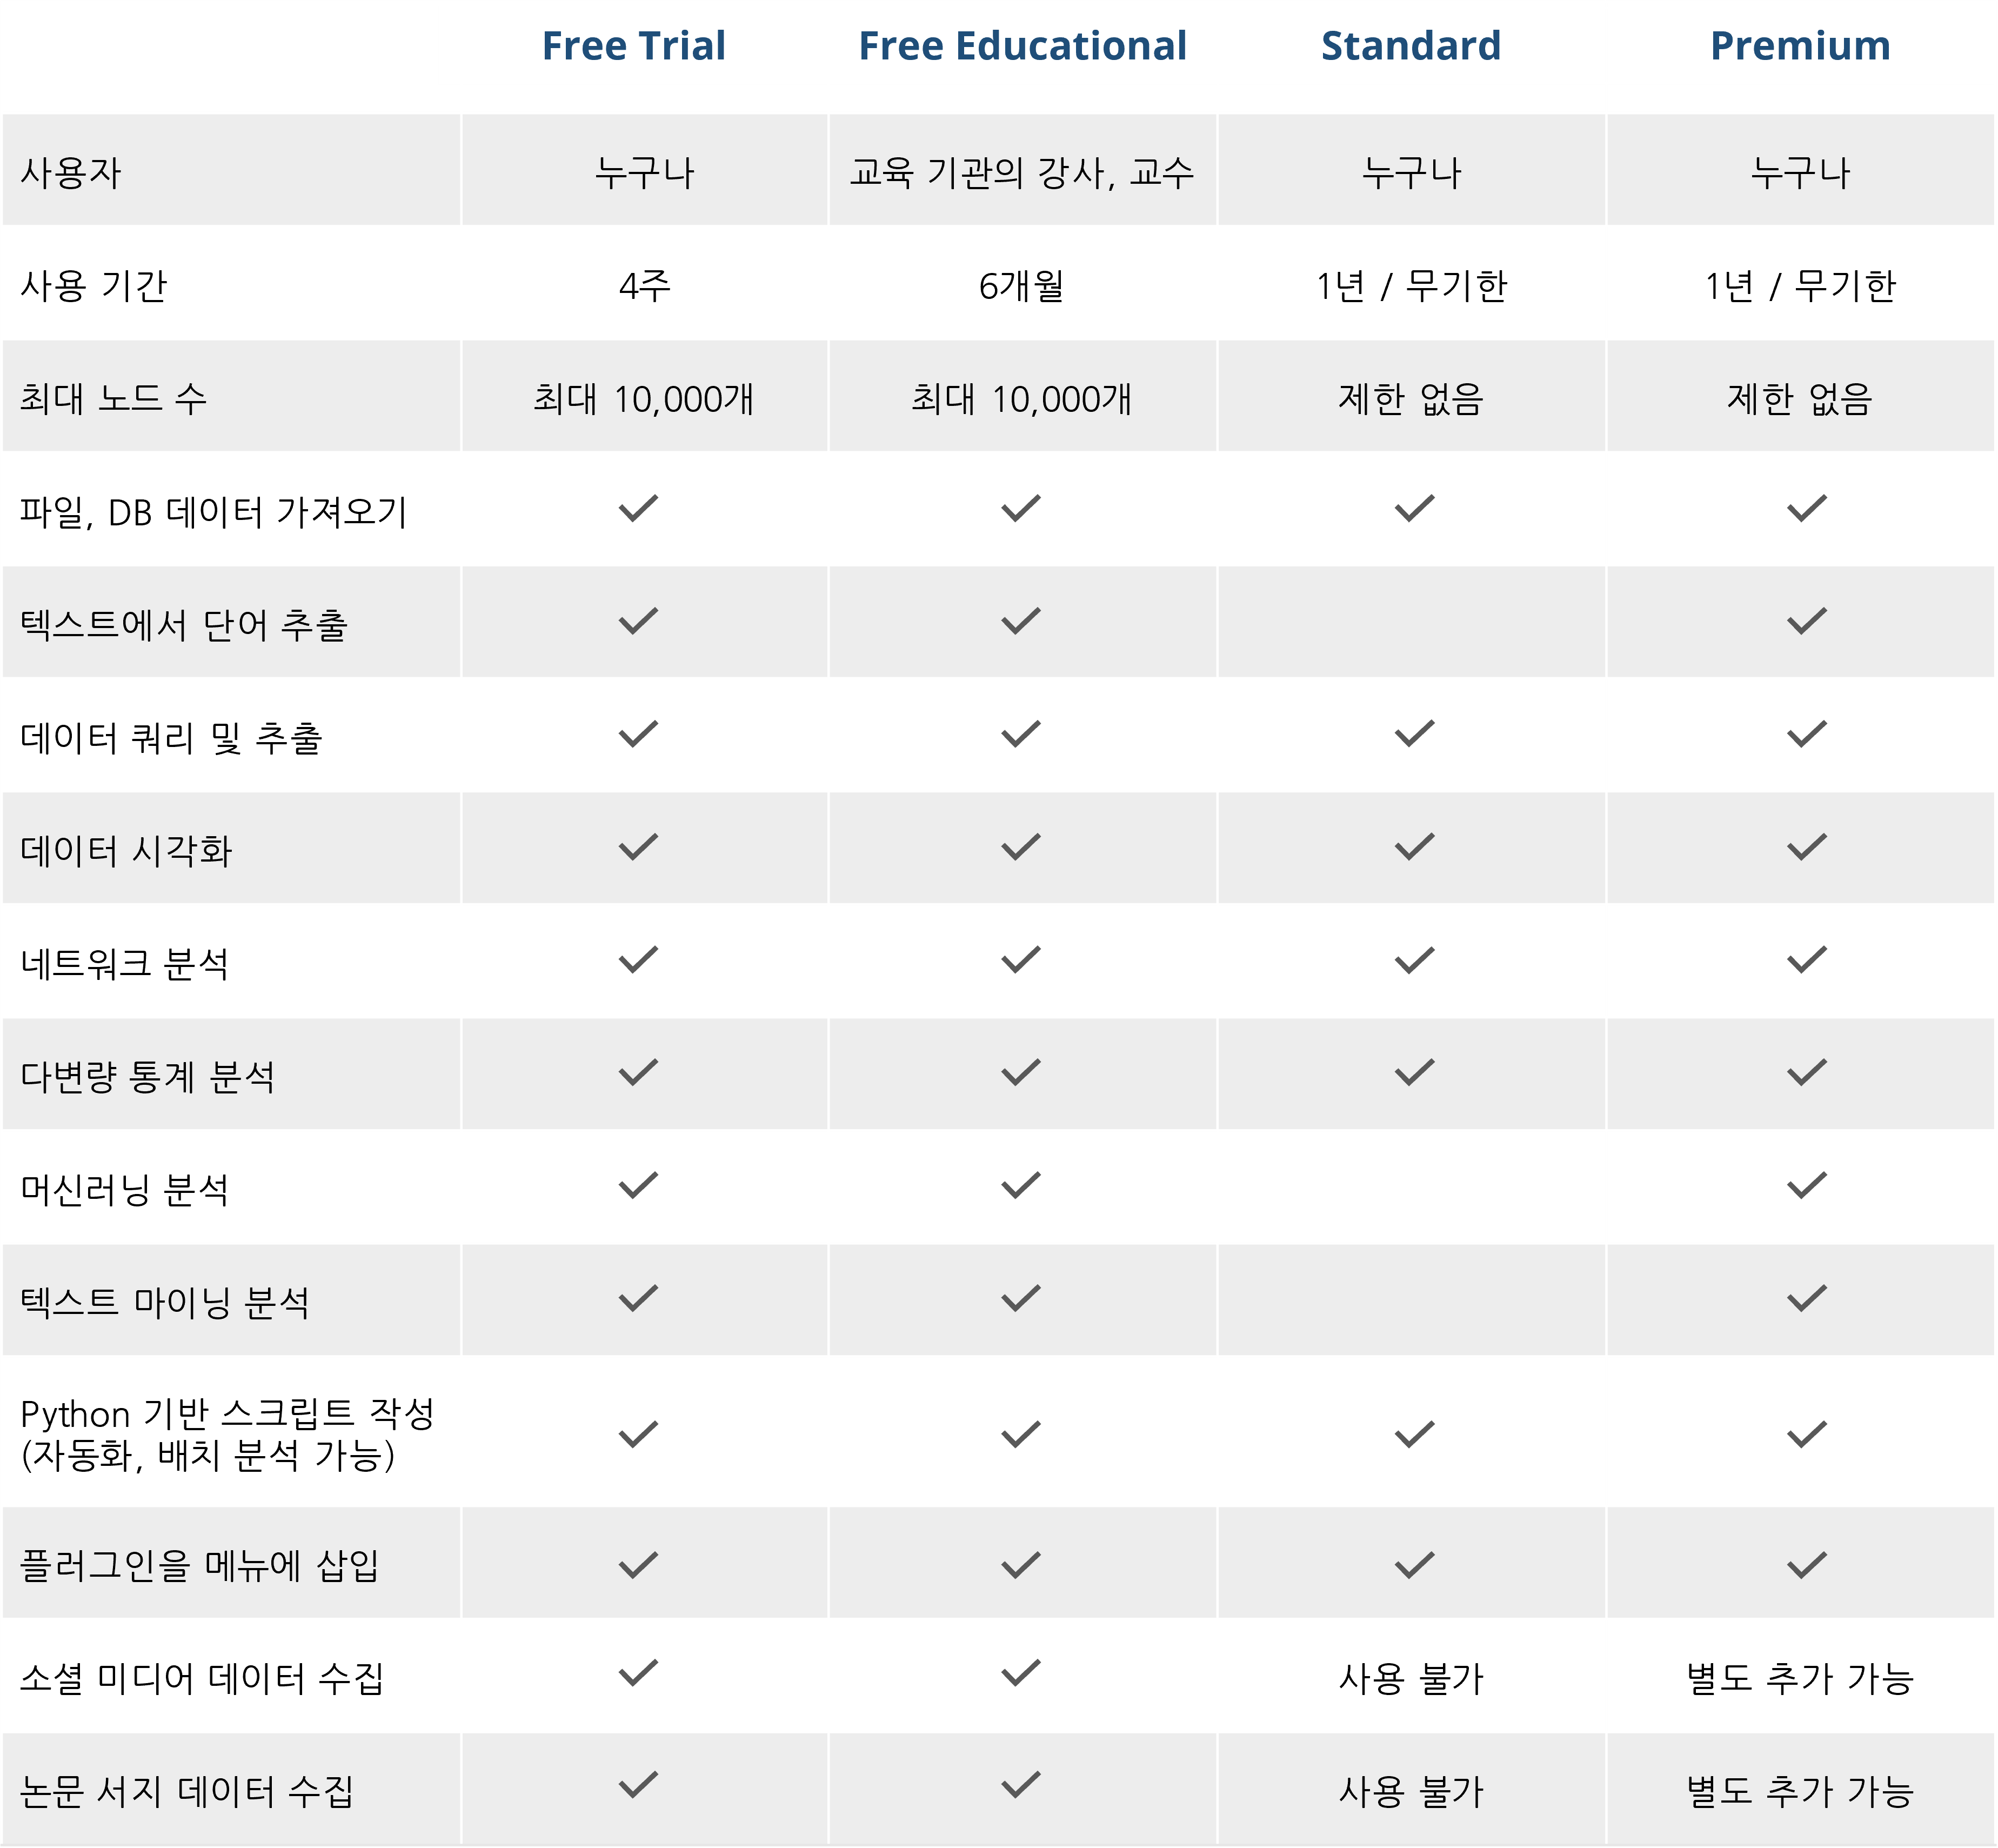 Free Trial Free Educational Standard Premium
사용자 누구나 교육 기관의 강사, 교수 누구나 누구나
사용 기간 4주 6개월 1년 / 무기한 1년 / 무기한
최대 노드 수 최대 10,000개 최대 10,000개 제한 없음 제한 없음
파일, DB 데이터 가져오기
텍스트에서 단어 추출
데이터 쿼리 및 추출
데이터 시각화
네트워크 분석
다변량 통계 분석
머신러닝 분석
텍스트 마이닝 분석
Python 기반 스크립트 작성
(자동화, 배치 분석 가능)
플러그인을 메뉴에 삽입
소셜 미디어 데이터 수집 사용 불가 별도 추가 가능
논문 서지 데이터 수집 사용 불가 별도 추가 가능